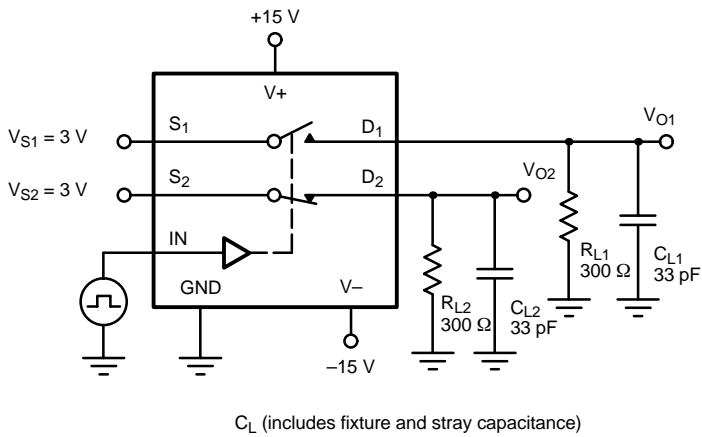 +15 V
V+
VS1 = 3 V
S1
D1
VO1
VS2 = 3 V
S2
D2
VO2
IN
GND
V–
RL1
300 Ω
CL1
33 pF
RL2
300 Ω
CL2
33 pF
–15 V
CL (includes fixture and stray capacitance)